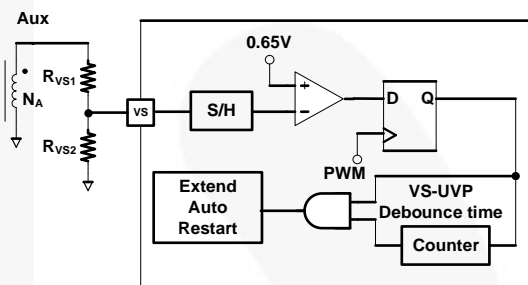 Aux
0.65V
RVS1
NA
VS
S/H
+
−
D Q
RVS2
PWM
Extend
Auto
Restart
VS-UVP
Debounce time
Counter